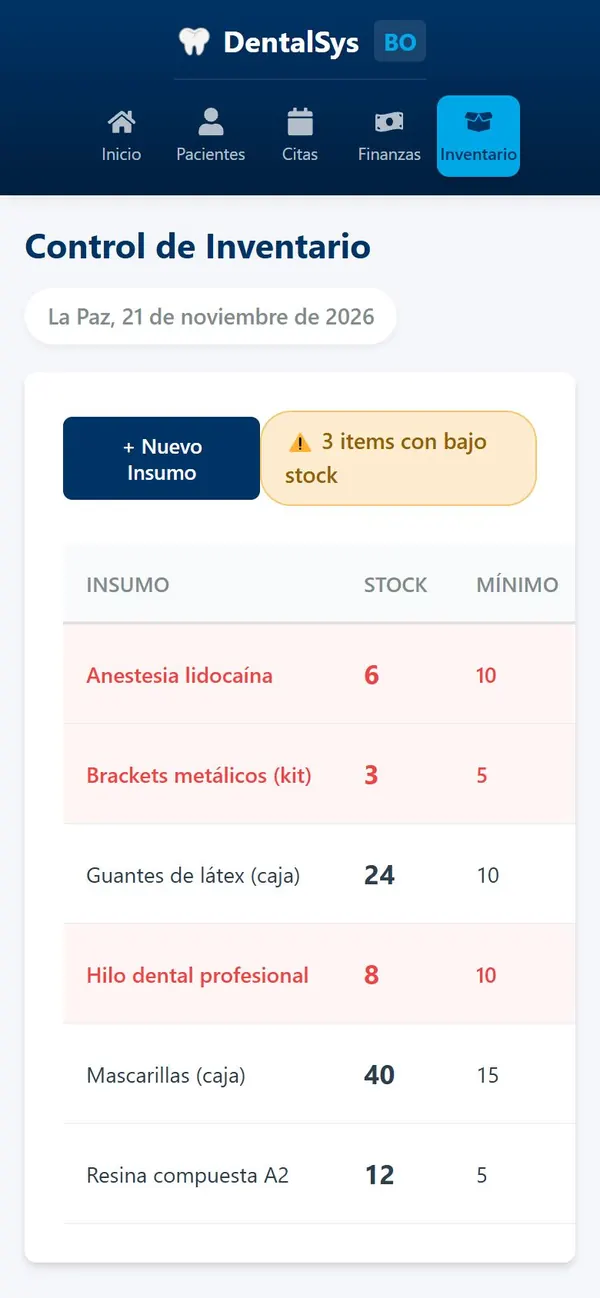 DentalSys BO
Inicio Pacientes Citas Finanzas Inventario
Control de Inventario
La Paz, 21 de noviembre de 2026
+ Nuevo
Insumo
⚠️ 3 items con bajo
stock
INSUMO STOCK MÍNIMO
Anestesia lidocaína 6 10
Brackets metálicos (kit) 3 5
Guantes de látex (caja) 24 10
Hilo dental profesional 8 10
Mascarillas (caja) 40 15
Resina compuesta A2 12 5